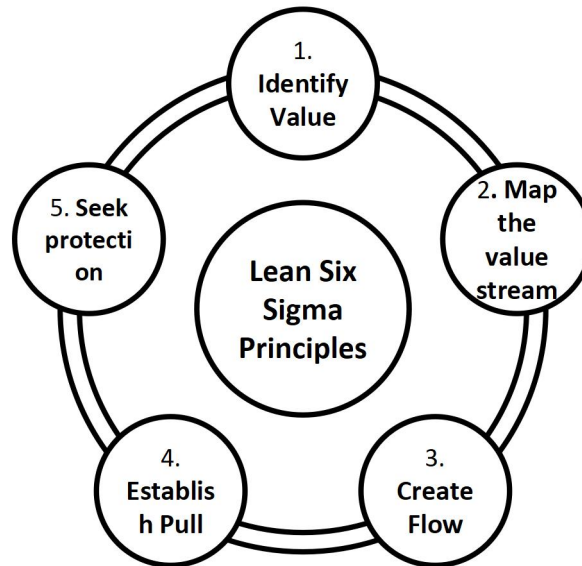 1.
Identify
Value
2. Map
the
value
stream
3.
Create
Flow
4.
Establis
h Pull
5. Seek
protecti
on
Lean Six
Sigma
Principles